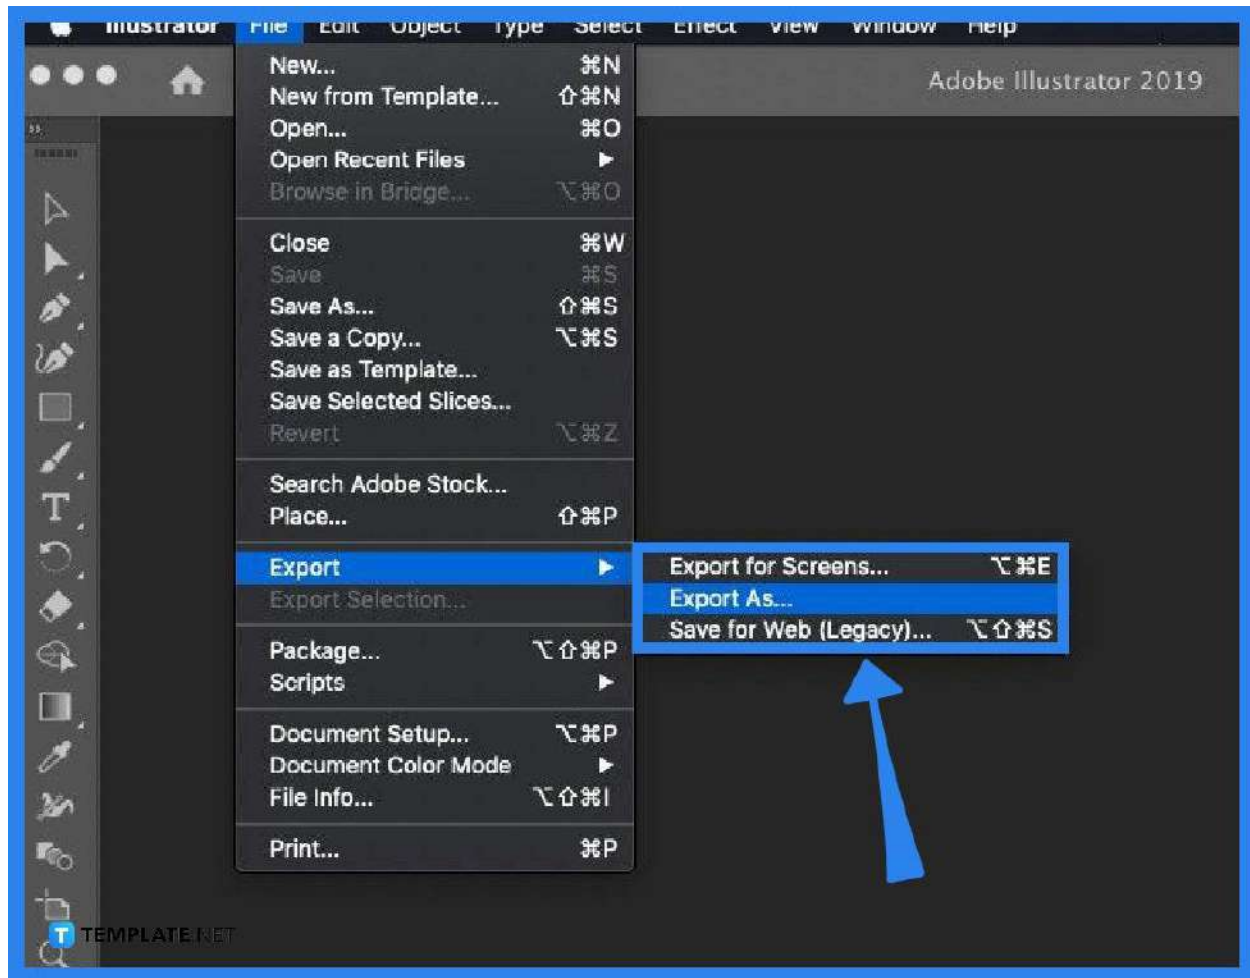 Illustrator File Edit Object Type Select Effect View Window Help
Adobe Illustrator 2019
New... ⌘N
New from Template... ⇧⌘N
Open... ⌘O
Open Recent Files ▶
Browse in Bridge... ⌥⌘O
Close ⌘W
Save ⌘S
Save As... ⇧⌘S
Save a Copy... ⌥⌘S
Save as Template...
Save Selected Slices...
Revert ⌥⌘Z
Search Adobe Stock...
Place... ⇧⌘P
Export ▶
Export for Screens... ⌥⌘E
Export Selection...
Export As...
Save for Web (Legacy)... ⌥⇧⌘S
Package... ⌥⇧⌘P
Scripts ▶
Document Setup... ⌥⌘P
Document Color Mode ▶
File Info... ⌥⇧⌘I
Print... ⌘P
T TEMPLATE.NET